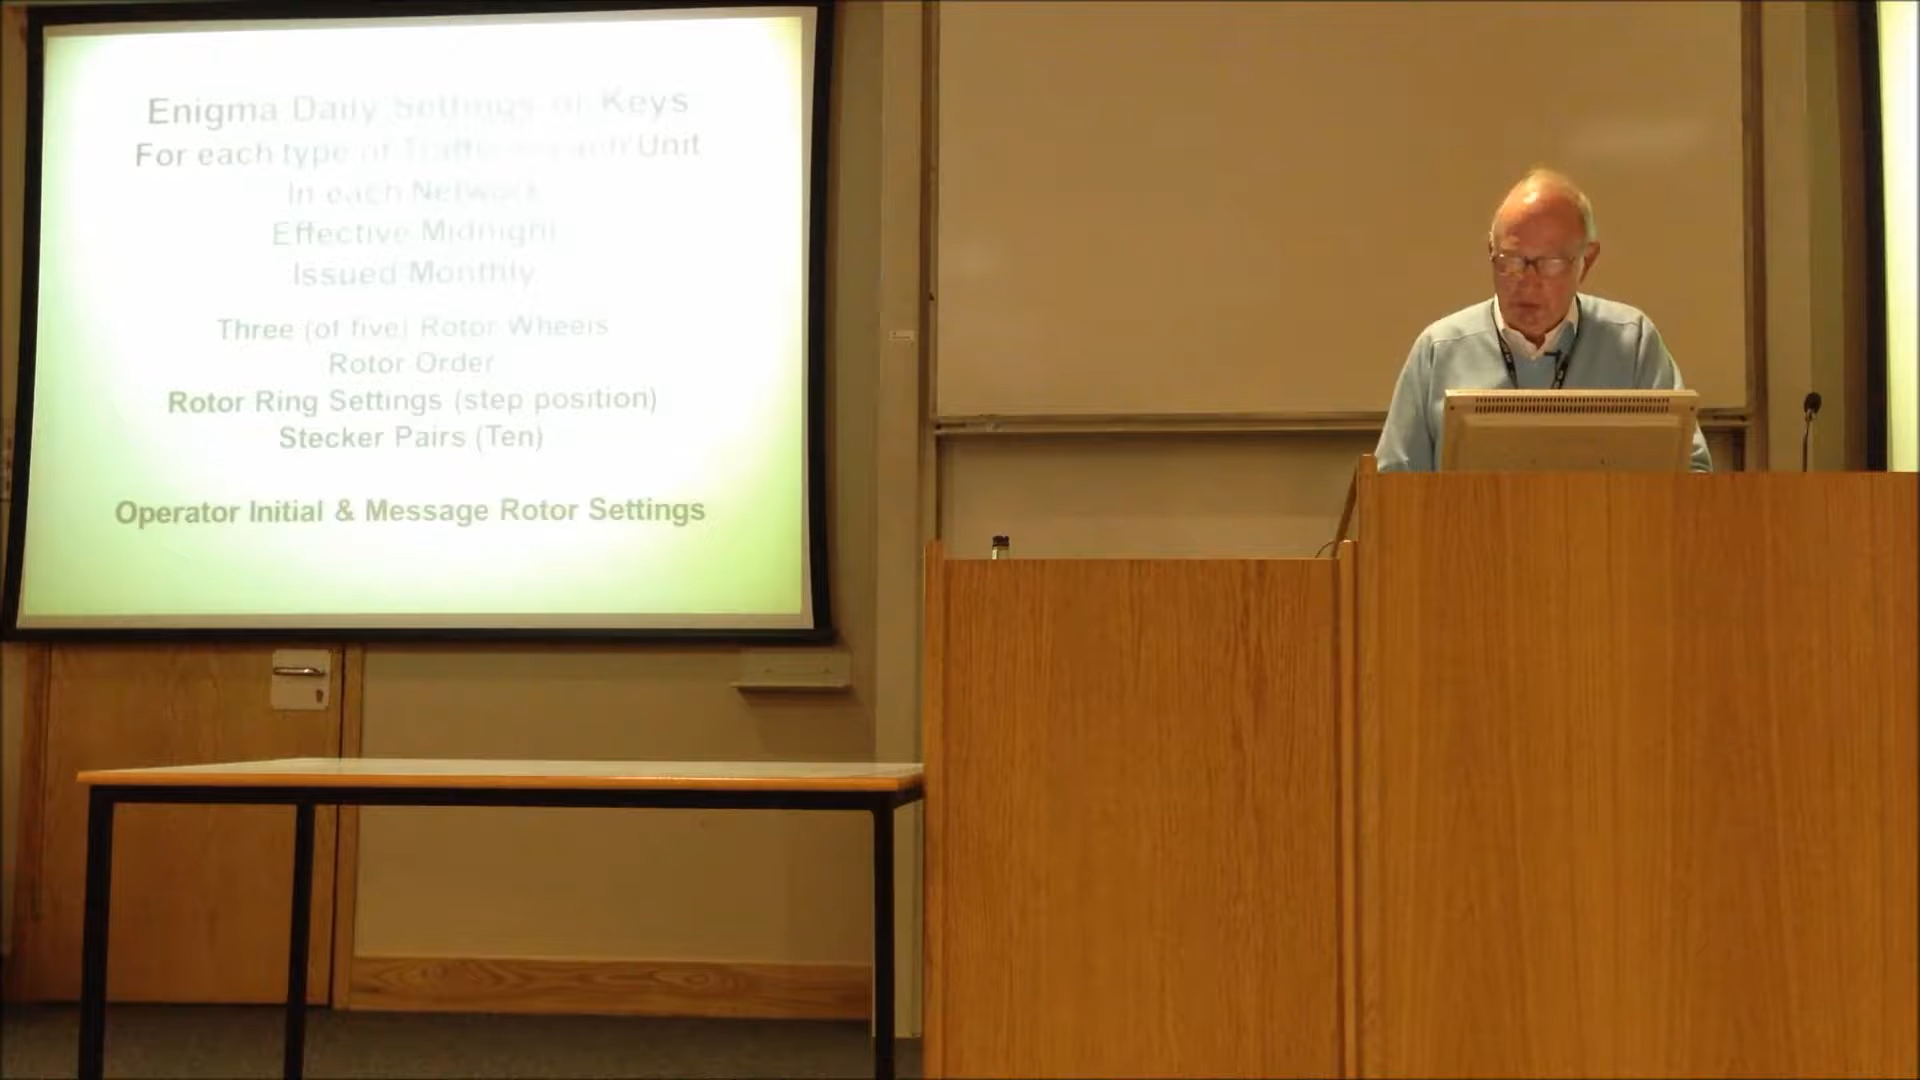 Enigma Daily Settings or Keys
For each type of Traffic each Unit
In each Network
Effective Midnight
Issued Monthly
Three (of five) Rotor Wheels
Rotor Order
Rotor Ring Settings (step position)
Stecker Pairs (Ten)
Operator Initial & Message Rotor Settings